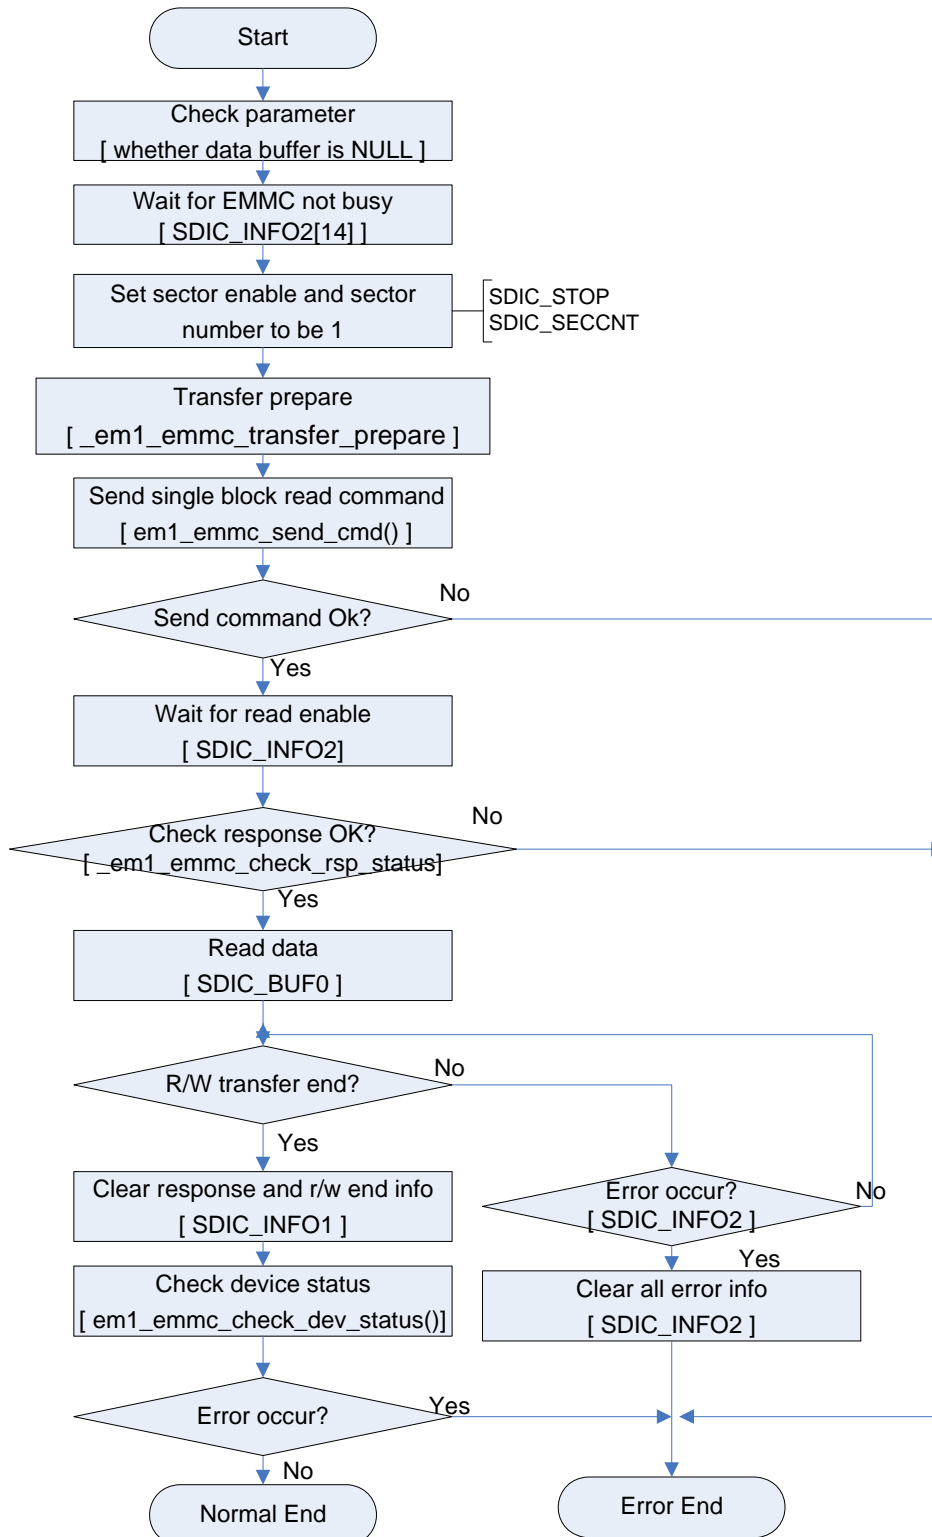 Start
Check parameter
[ whether data buffer is NULL ]
Wait for EMMC not busy
[ SDIC_INFO2[14] ]
Set sector enable and sector
number to be 1
SDIC_STOP
SDIC_SECCNT
Transfer prepare
[ _em1_emmc_transfer_prepare ]
Send single block read command
[ em1_emmc_send_cmd() ]
Send command Ok?
No
Yes
Wait for read enable
[ SDIC_INFO2]
Check response OK?
[ _em1_emmc_check_rsp_status]
No
Yes
Read data
[ SDIC_BUF0 ]
R/W transfer end?
No
Yes
Clear response and r/w end info
[ SDIC_INFO1 ]
Error occur?
[ SDIC_INFO2 ]
No
Yes
Check device status
[ em1_emmc_check_dev_status()]
Clear all error info
[ SDIC_INFO2 ]
Error occur?
Yes
No
Normal End
Error End